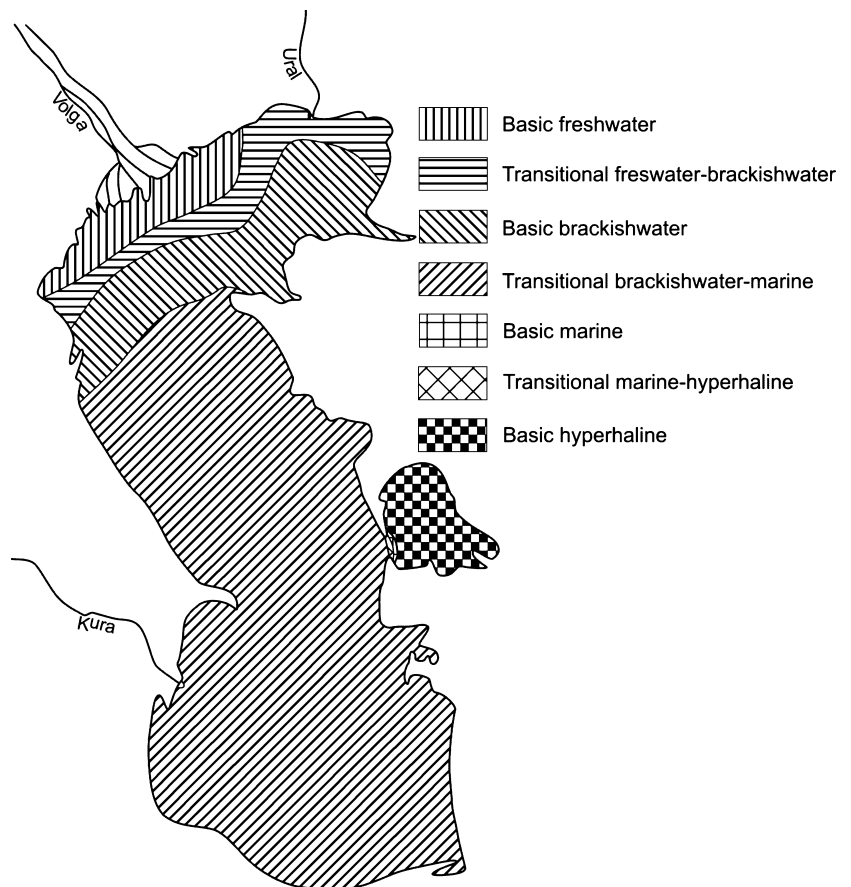 Ural
Volga
Basic freshwater
Transitional freswater-brackishwater
Basic brackishwater
Transitional brackishwater-marine
Basic marine
Transitional marine-hyperhaline
Basic hyperhaline
Kura